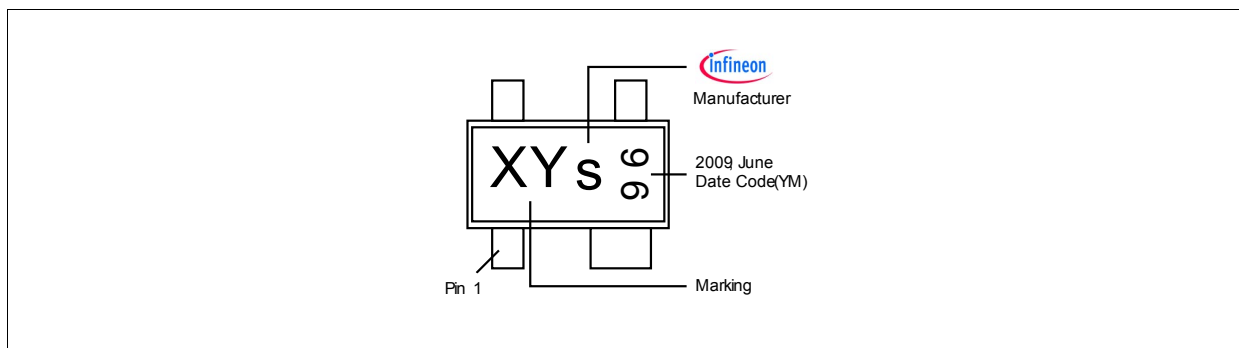 infineon
Manufacturer
XYs
96
2009, June
Date Code(YM)
Pin 1
Marking